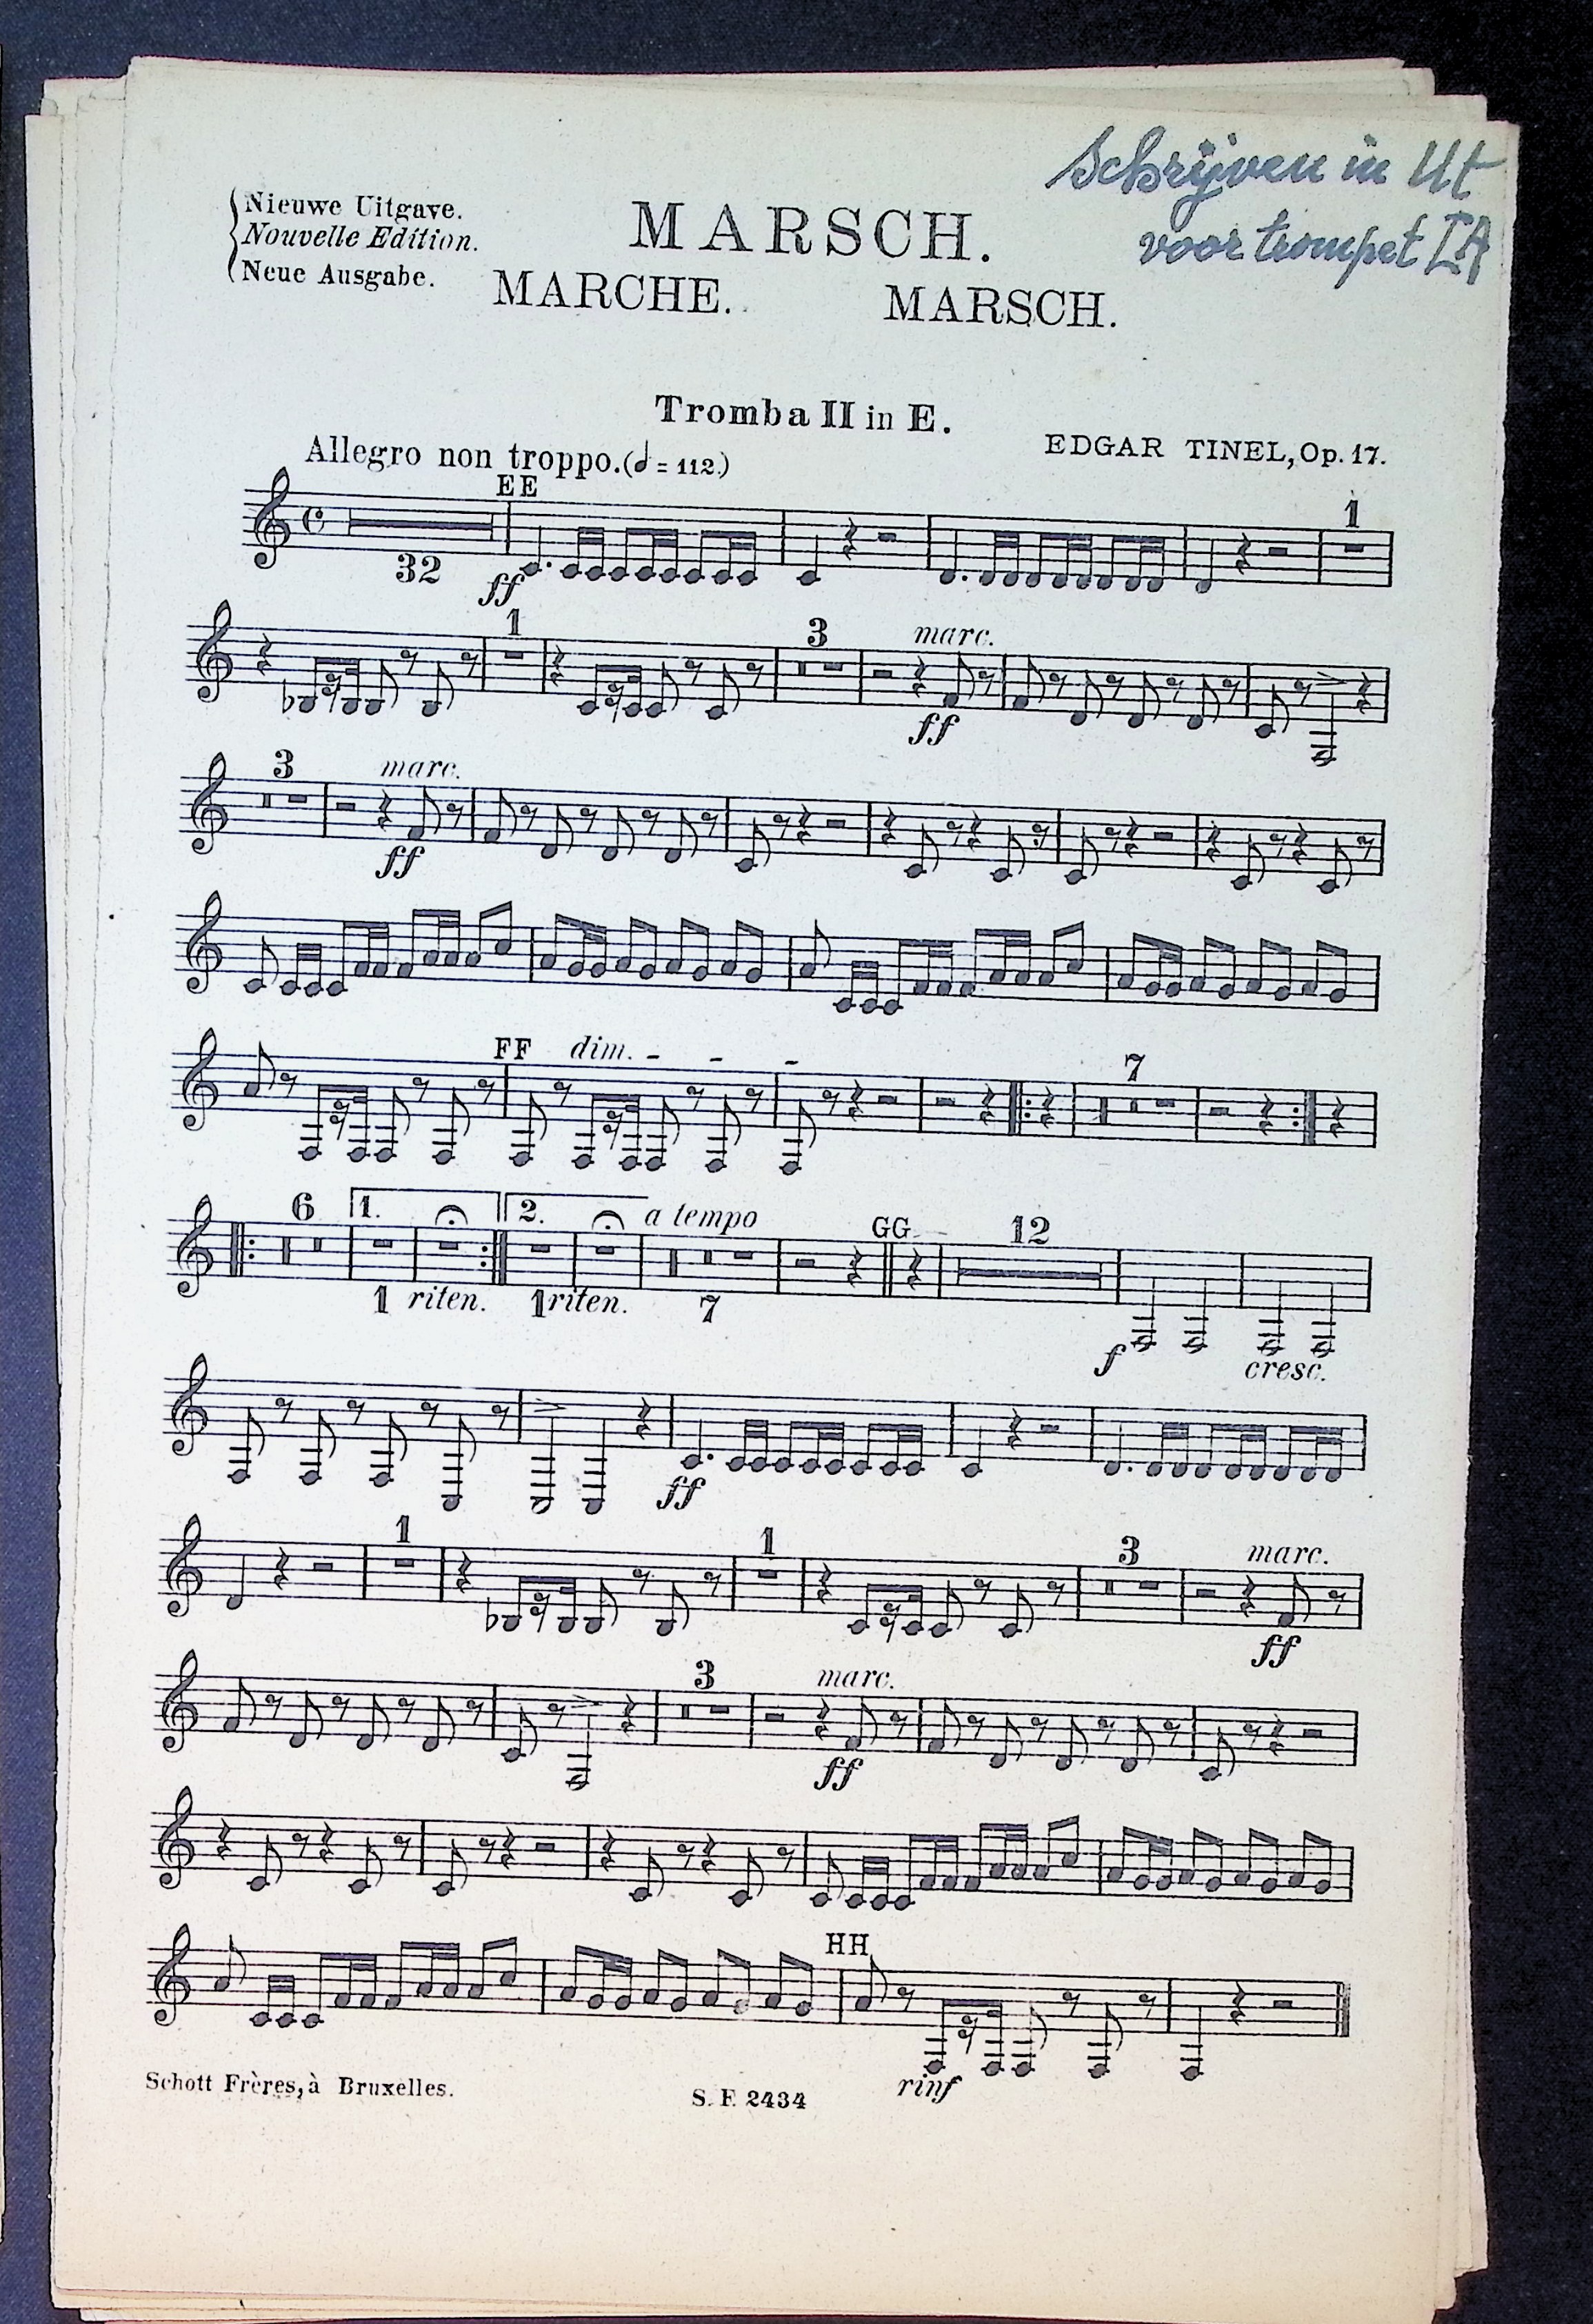 schrijven in Ut
voor trompet IA
Nieuwe Uitgave.
Nouvelle Edition.
Neue Ausgabe.
MARSCH.
MARCHE. MARSCH.
Tromba II in E.
Allegro non troppo. (♩ = 112.)
EDGAR TINEL, Op. 17.
EE
1
32
ff
1 3 marc.
ff
3 marc.
ff
FF dim. - - -
7
6 1. 2. a tempo GG 12
1 riten. 1 riten. 7
f cresc.
ff
1 1 3 marc.
ff
3 marc.
ff
HH
rinf
Schott Frères, à Bruxelles.
S. F. 2434